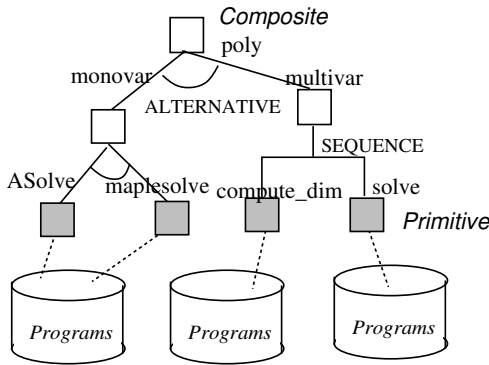 Composite
poly
monovar
multivar
ALTERNATIVE
SEQUENCE
ASolve
maplesolve
compute_dim
solve
Primitive
Programs
Programs
Programs